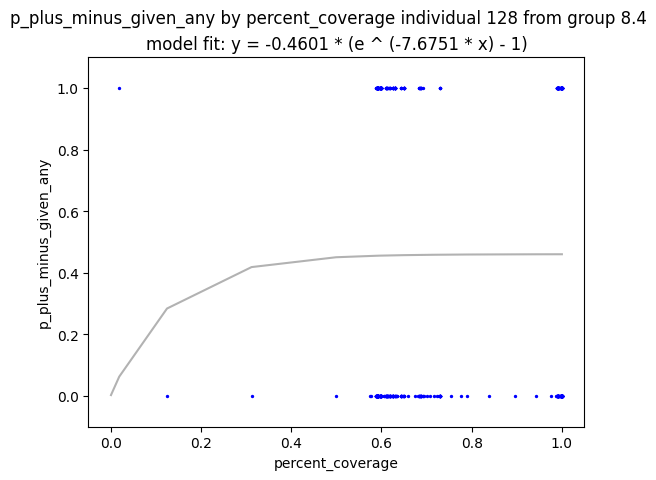 p_plus_minus_given_any by percent_coverage individual 128 from group 8.4
model fit: y = -0.4601 * (e ^ (-7.6751 * x) - 1)
1.0
0.8
0.6
0.4
0.2
0.0
p_plus_minus_given_any
0.0 0.2 0.4 0.6 0.8 1.0
percent_coverage